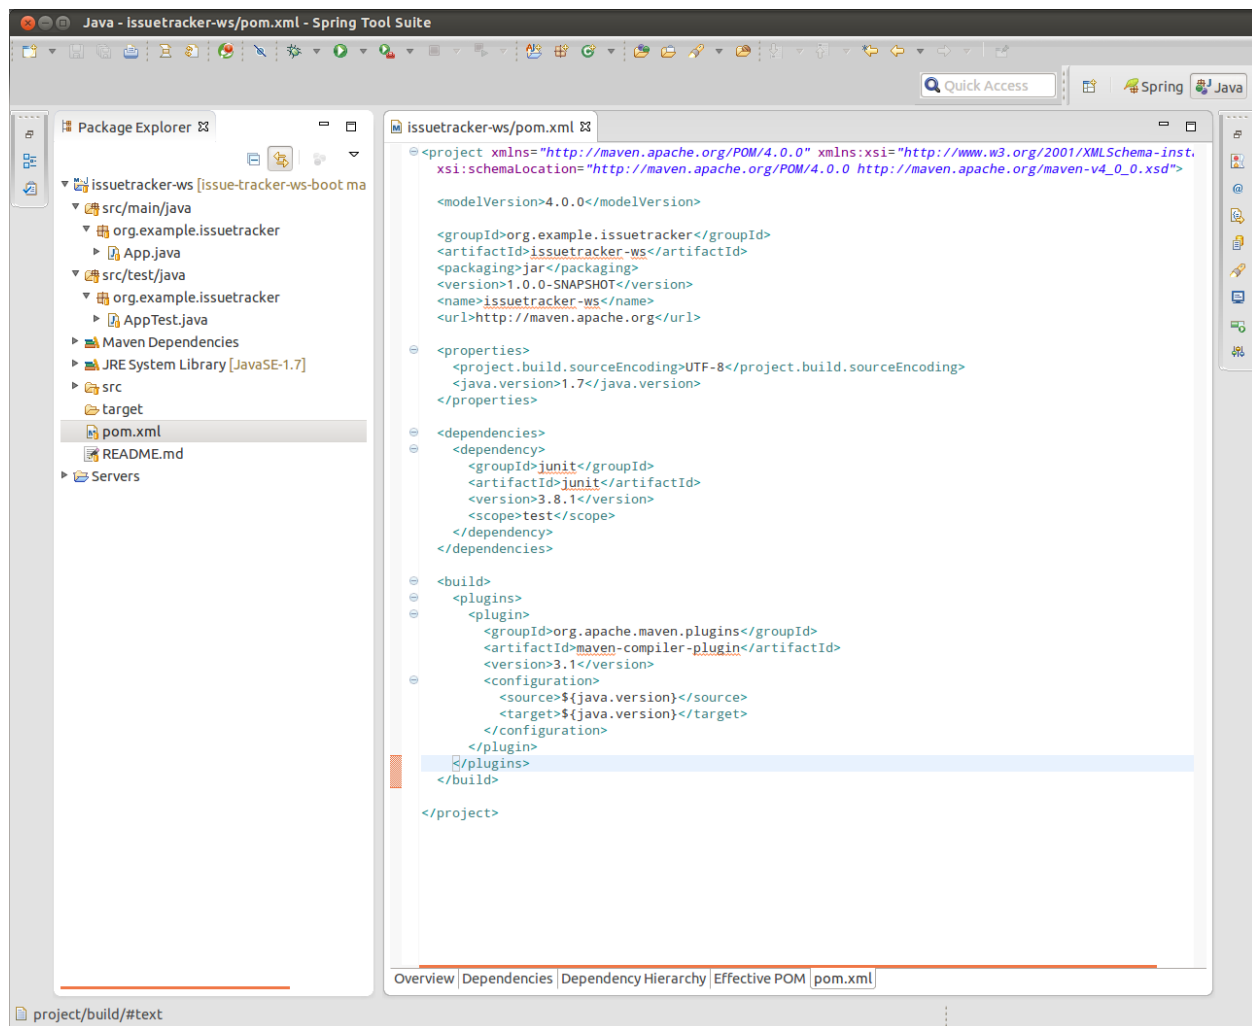 Java - issuetracker-ws/pom.xml - Spring Tool Suite
Quick Access
Spring
Java
Package Explorer
issuetracker-ws [issue-tracker-ws-boot ma
src/main/java
org.example.issuetracker
App.java
src/test/java
org.example.issuetracker
AppTest.java
Maven Dependencies
JRE System Library [JavaSE-1.7]
src
target
pom.xml
README.md
Servers
issuetracker-ws/pom.xml
<project xmlns="http://maven.apache.org/POM/4.0.0" xmlns:xsi="http://www.w3.org/2001/XMLSchema-insta
xsi:schemaLocation="http://maven.apache.org/POM/4.0.0 http://maven.apache.org/maven-v4_0_0.xsd">
<modelVersion>4.0.0</modelVersion>
<groupId>org.example.issuetracker</groupId>
<artifactId>issuetracker-ws</artifactId>
<packaging>jar</packaging>
<version>1.0.0-SNAPSHOT</version>
<name>issuetracker-ws</name>
<url>http://maven.apache.org</url>
<properties>
<project.build.sourceEncoding>UTF-8</project.build.sourceEncoding>
<java.version>1.7</java.version>
</properties>
<dependencies>
<dependency>
<groupId>junit</groupId>
<artifactId>junit</artifactId>
<version>3.8.1</version>
<scope>test</scope>
</dependency>
</dependencies>
<build>
<plugins>
<plugin>
<groupId>org.apache.maven.plugins</groupId>
<artifactId>maven-compiler-plugin</artifactId>
<version>3.1</version>
<configuration>
<source>${java.version}</source>
<target>${java.version}</target>
</configuration>
</plugin>
</plugins>
</build>
</project>
Overview
Dependencies
Dependency Hierarchy
Effective POM
pom.xml
project/build/#text